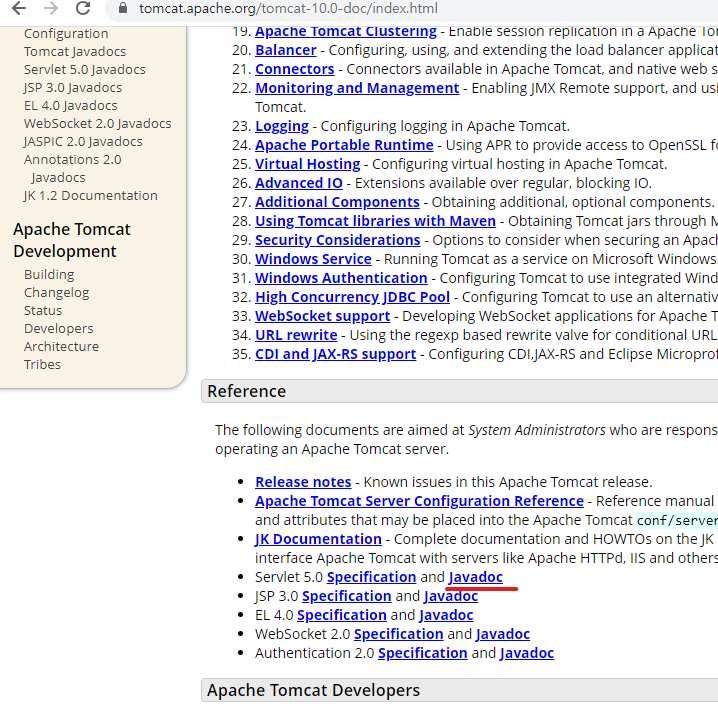 tomcat.apache.org/tomcat-10.0-doc/index.html
Configuration
Tomcat Javadocs
Servlet 5.0 Javadocs
JSP 3.0 Javadocs
EL 4.0 Javadocs
WebSocket 2.0 Javadocs
JASPIC 2.0 Javadocs
Annotations 2.0
Javadocs
JK 1.2 Documentation
Apache Tomcat
Development
Building
Changelog
Status
Developers
Architecture
Tribes
19. Apache Tomcat Clustering - Enable session replication in a Apache
20. Balancer - Configuring, using, and extending the load balancer
21. Connectors - Connectors available in Apache Tomcat, and native web
22. Monitoring and Management - Enabling JMX Remote support, and
Tomcat.
23. Logging - Configuring logging in Apache Tomcat.
24. Apache Portable Runtime - Using APR to provide access to OpenSSL
25. Virtual Hosting - Configuring virtual hosting in Apache Tomcat.
26. Advanced IO - Extensions available over regular, blocking IO.
27. Additional Components - Obtaining additional, optional components.
28. Using Tomcat libraries with Maven - Obtaining Tomcat jars through
29. Security Considerations - Options to consider when securing an
30. Windows Service - Running Tomcat as a service on Microsoft Windows.
31. Windows Authentication - Configuring Tomcat to use integrated
32. High Concurrency JDBC Pool - Configuring Tomcat to use an
33. WebSocket support - Developing WebSocket applications for Apache
34. URL rewrite - Using the regexp based rewrite valve for conditional URL
35. CDI and JAX-RS support - Configuring CDI,JAX-RS and Eclipse
Reference
The following documents are aimed at System Administrators who are
operating an Apache Tomcat server.
• Release notes - Known issues in this Apache Tomcat release.
• Apache Tomcat Server Configuration Reference - Reference manual
and attributes that may be placed into the Apache Tomcat conf/server
• JK Documentation - Complete documentation and HOWTOs on the JK
interface Apache Tomcat with servers like Apache HTTPd, IIS and others
• Servlet 5.0 Specification and Javadoc
• JSP 3.0 Specification and Javadoc
• EL 4.0 Specification and Javadoc
• WebSocket 2.0 Specification and Javadoc
• Authentication 2.0 Specification and Javadoc
Apache Tomcat Developers